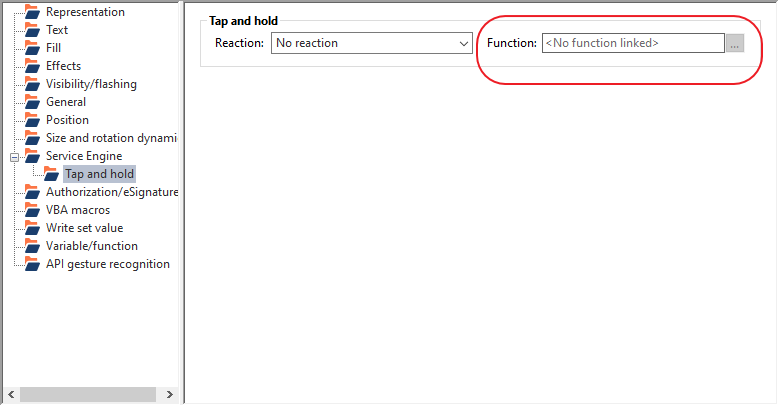 Representation
Text
Fill
Effects
Visibility/flashing
General
Position
Size and rotation dynami
Service Engine
Tap and hold
Authorization/eSignature
VBA macros
Write set value
Variable/function
API gesture recognition
Tap and hold
Reaction: No reaction
Function: <No function linked> ...